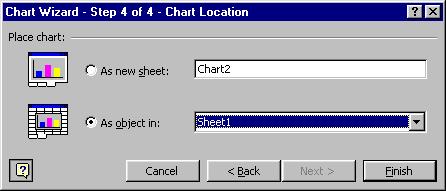 Chart Wizard - Step 4 of 4 - Chart Location
Place chart:
As new sheet: Chart2
As object in: Sheet1
Cancel < Back Next > Finish